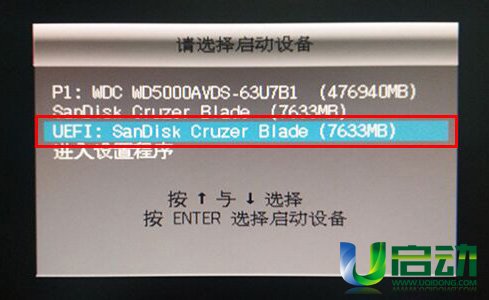 请选择启动设备
P1: WDC WD5000AVDS-63U7B1 (476940MB)
SanDisk Cruzer Blade (7633MB)
UEFI: SanDisk Cruzer Blade (7633MB)
进入设置程序
按 ↑ 与 ↓ 选择
按 ENTER 选择启动设备
U启动
WWW.UQIDONG.COM